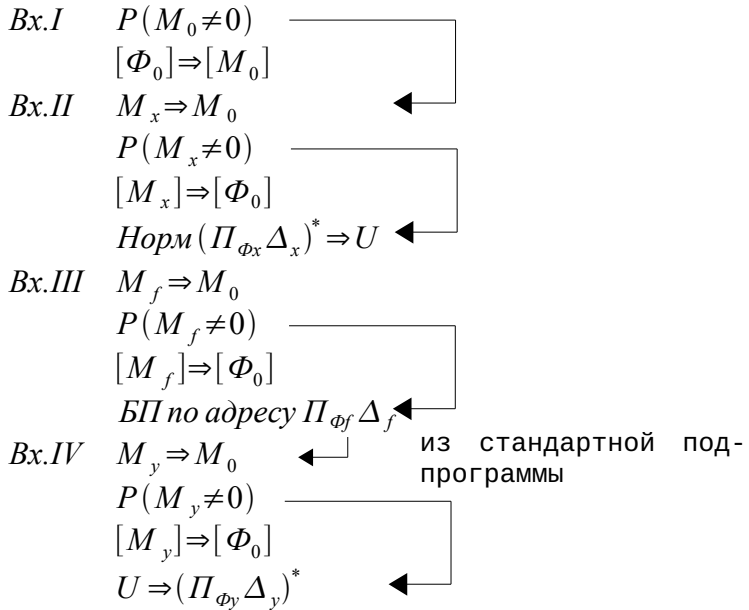 Вх.I P(M₀≠0)
[Φ₀]⇒[M₀]
Вх.II Mₓ⇒M₀
P(Mₓ≠0)
[Mₓ]⇒[Φ₀]
Норм(П_Φx Δₓ)*⇒U
Вх.III M_f⇒M₀
P(M_f≠0)
[M_f]⇒[Φ₀]
БП по адресу П_Φf Δ_f
Вх.IV M_y⇒M₀ из стандартной под-
программы
P(M_y≠0)
[M_y]⇒[Φ₀]
U⇒(П_Φy Δ_y)*